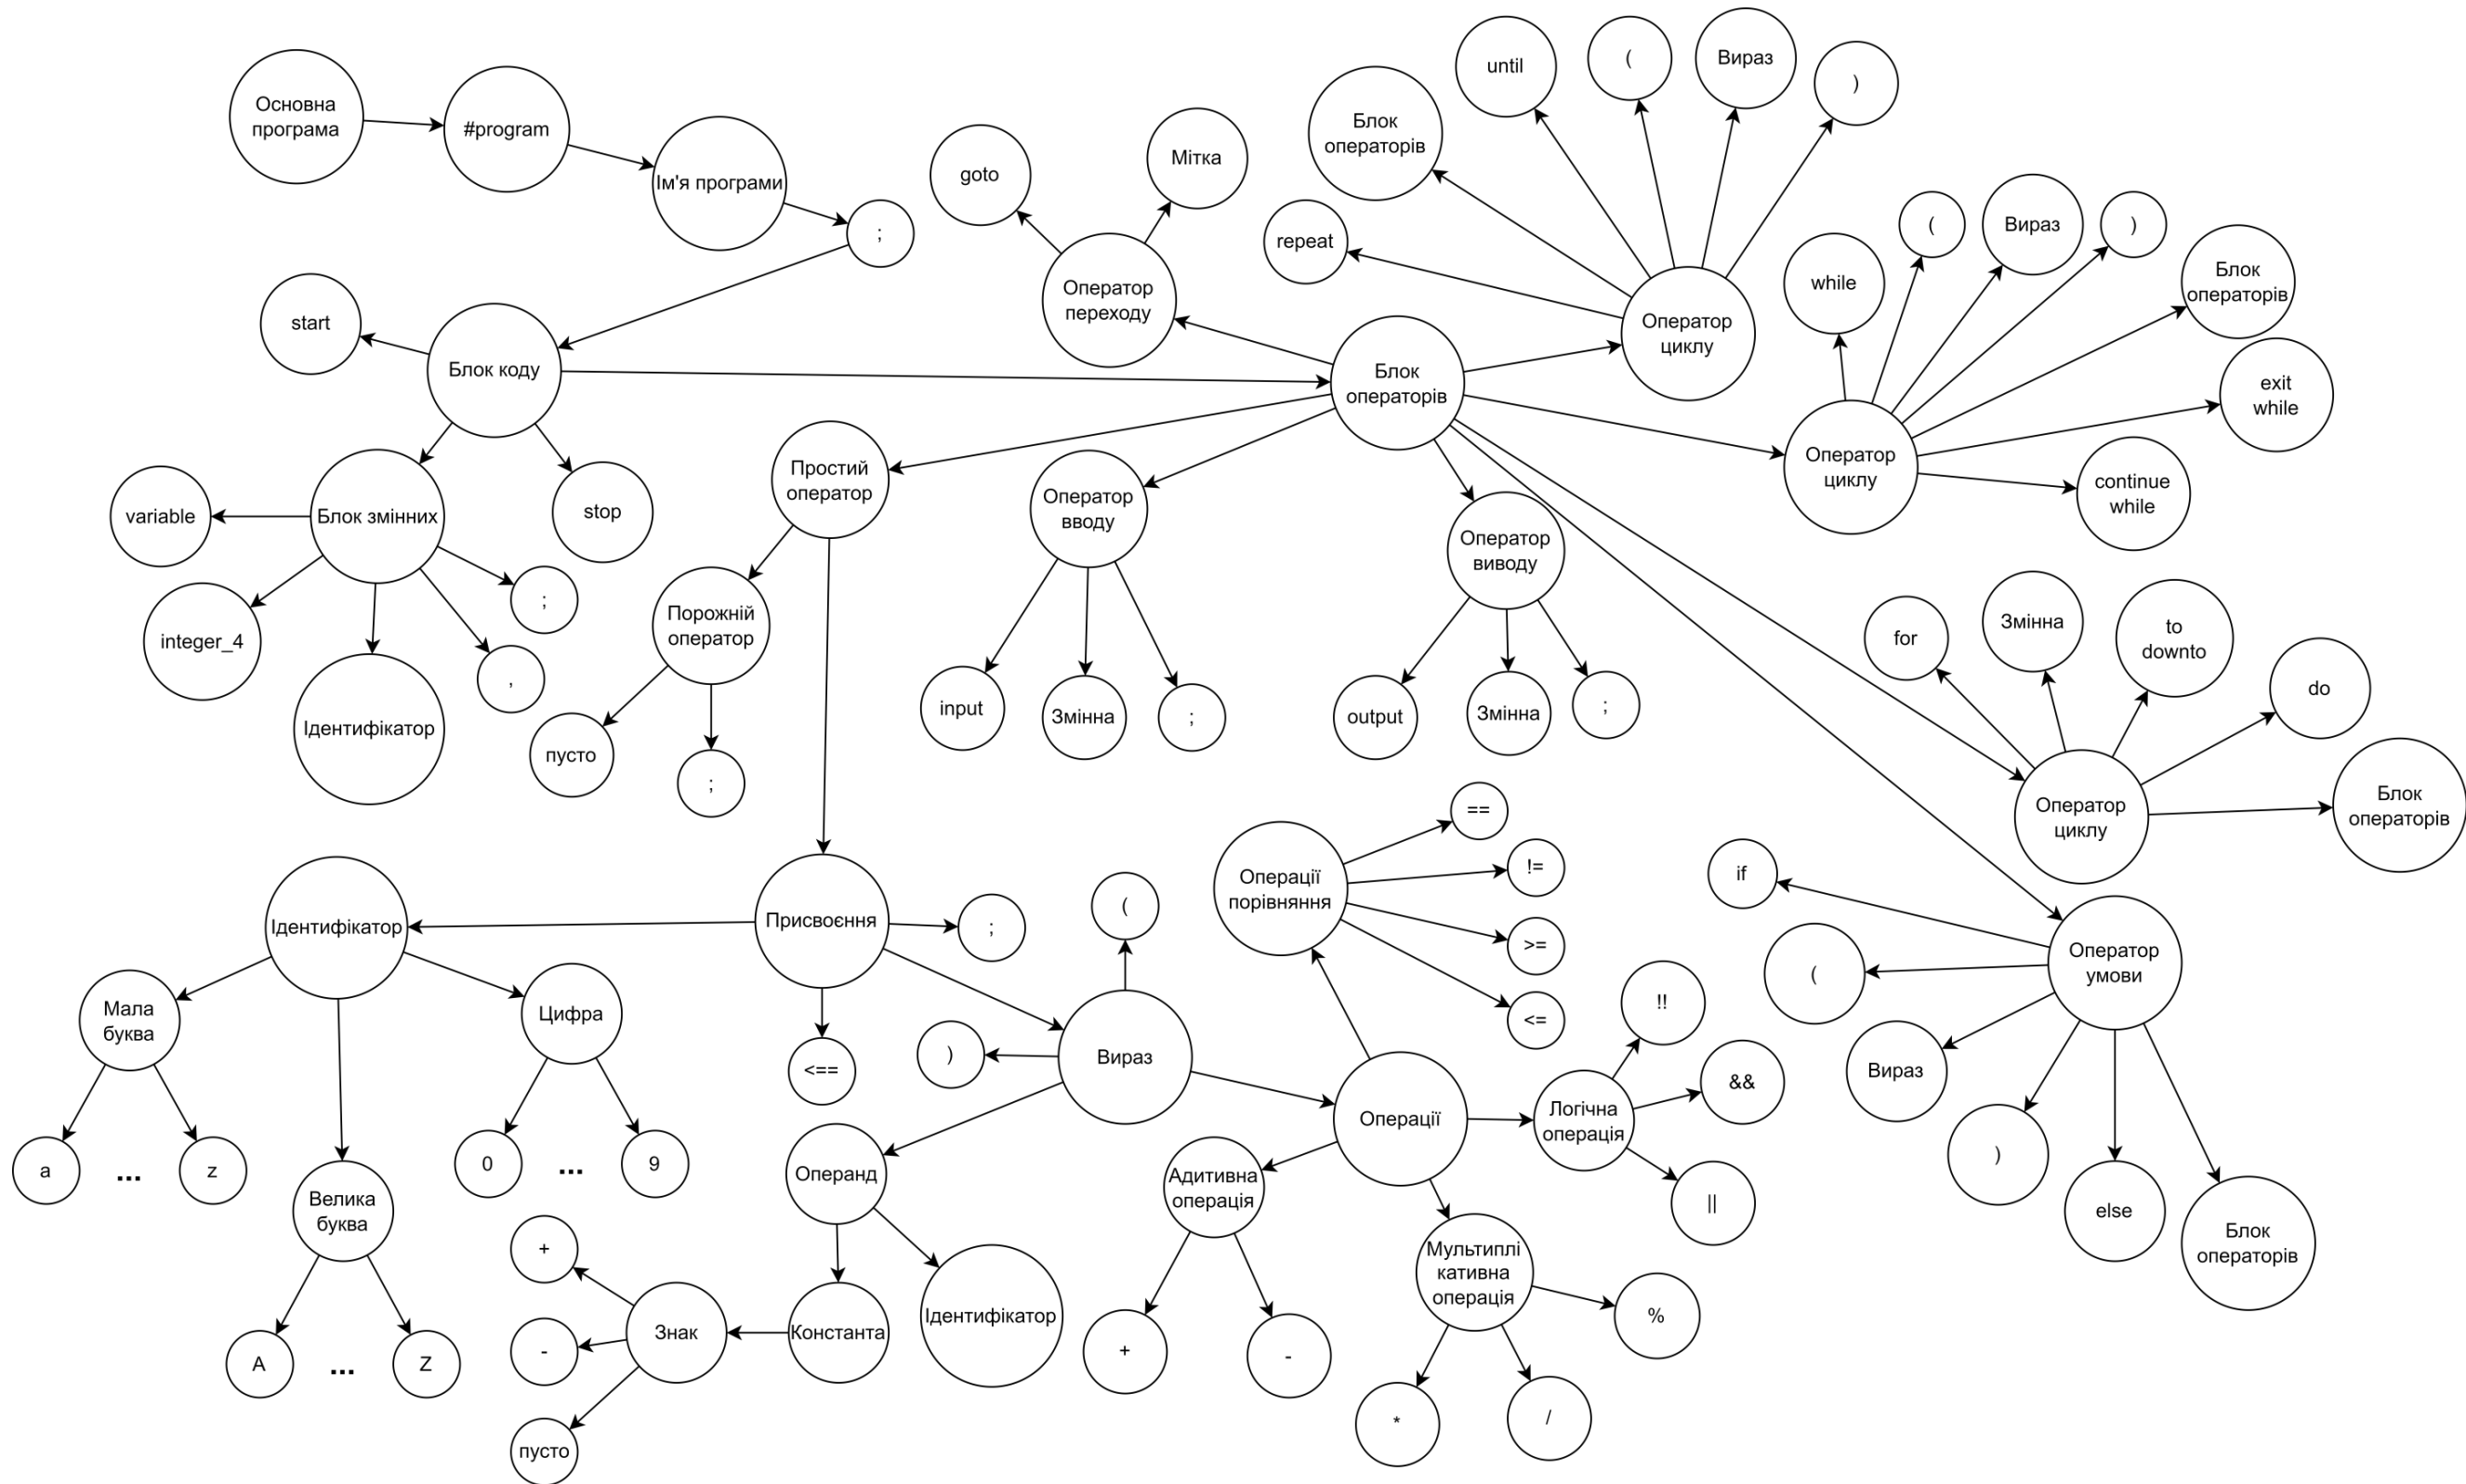 Основна
програма
#program
Ім'я програми
;
start
Блок коду
stop
Блок змінних
variable
integer_4
Ідентифікатор
,
;
goto
Мітка
Оператор
переходу
repeat
Блок
операторів
until
(
Вираз
)
Оператор
циклу
Блок
операторів
while
(
Вираз
)
Блок
операторів
exit
while
continue
while
Оператор
циклу
Простий
оператор
Порожній
оператор
пусто
;
Оператор
вводу
input
Змінна
;
Оператор
виводу
output
Змінна
;
for
Змінна
to
downto
do
Блок
операторів
Оператор
циклу
Ідентифікатор
Мала
буква
a
...
z
Велика
буква
A
...
Z
Цифра
0
...
9
Присвоєння
;
<==
(
)
Вираз
Операнд
Константа
Ідентифікатор
Знак
+
-
пусто
Операції
порівняння
==
!=
>=
<=
Операції
Логічна
операція
!!
&&
||
Адитивна
операція
+
-
Мультиплі
кативна
операція
%
*
/
Оператор
умови
if
(
Вираз
)
else
Блок
операторів